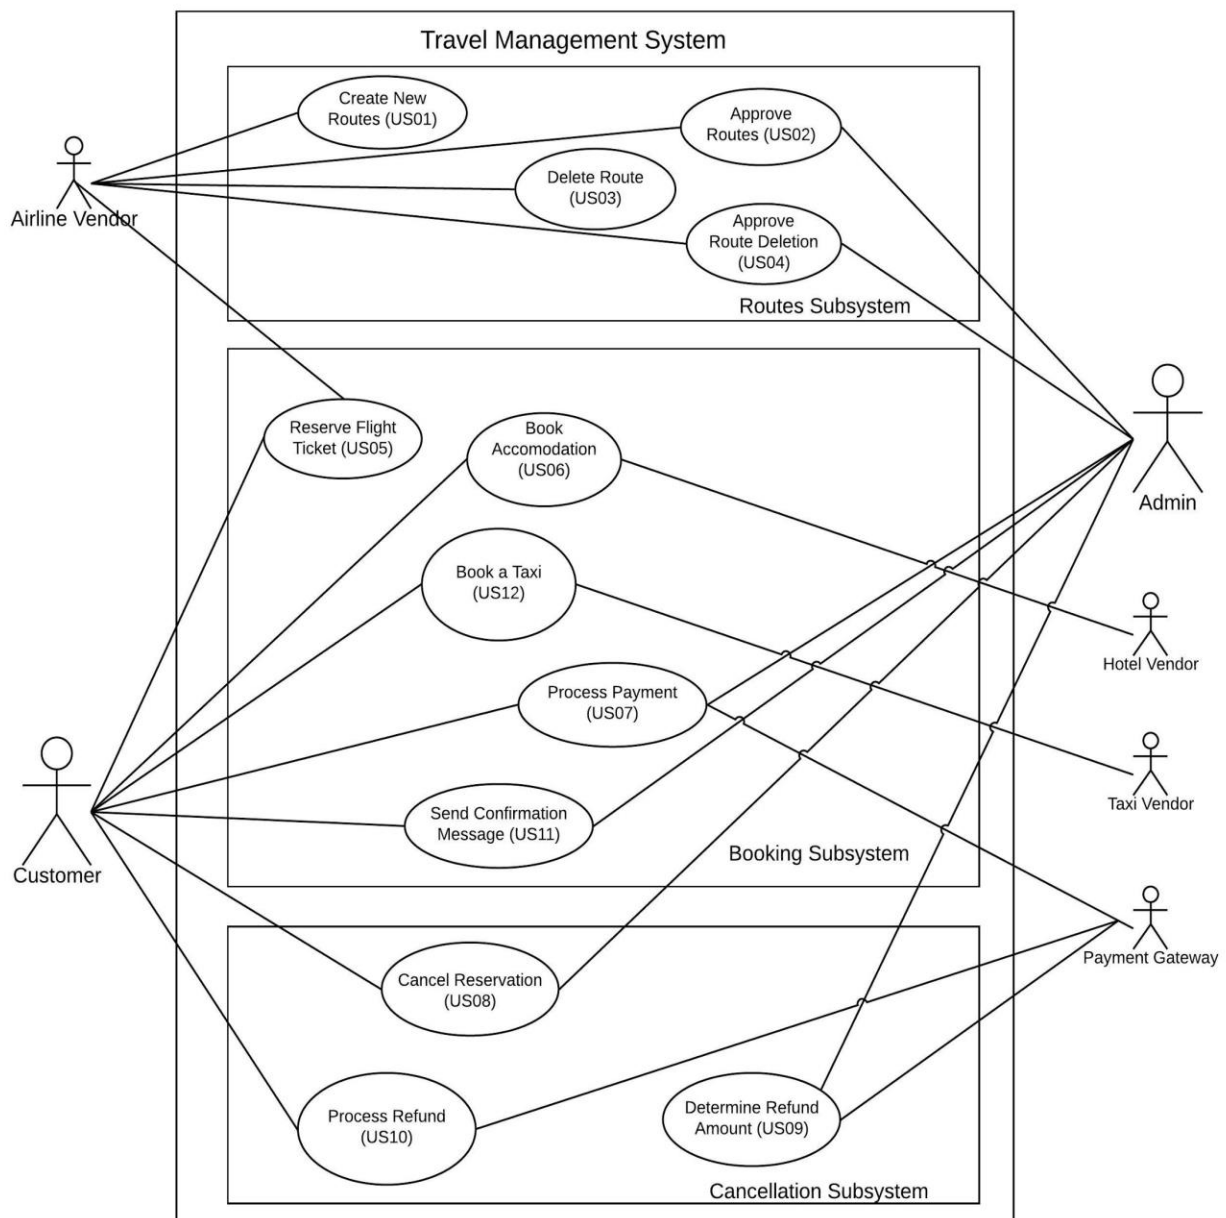 Travel Management System
Create New
Routes (US01)
Approve
Routes (US02)
Delete Route
(US03)
Airline Vendor
Approve
Route Deletion
(US04)
Routes Subsystem
Reserve Flight
Ticket (US05)
Book
Accomodation
(US06)
Admin
Book a Taxi
(US12)
Hotel Vendor
Process Payment
(US07)
Taxi Vendor
Send Confirmation
Message (US11)
Booking Subsystem
Customer
Payment Gateway
Cancel Reservation
(US08)
Process Refund
(US10)
Determine Refund
Amount (US09)
Cancellation Subsystem